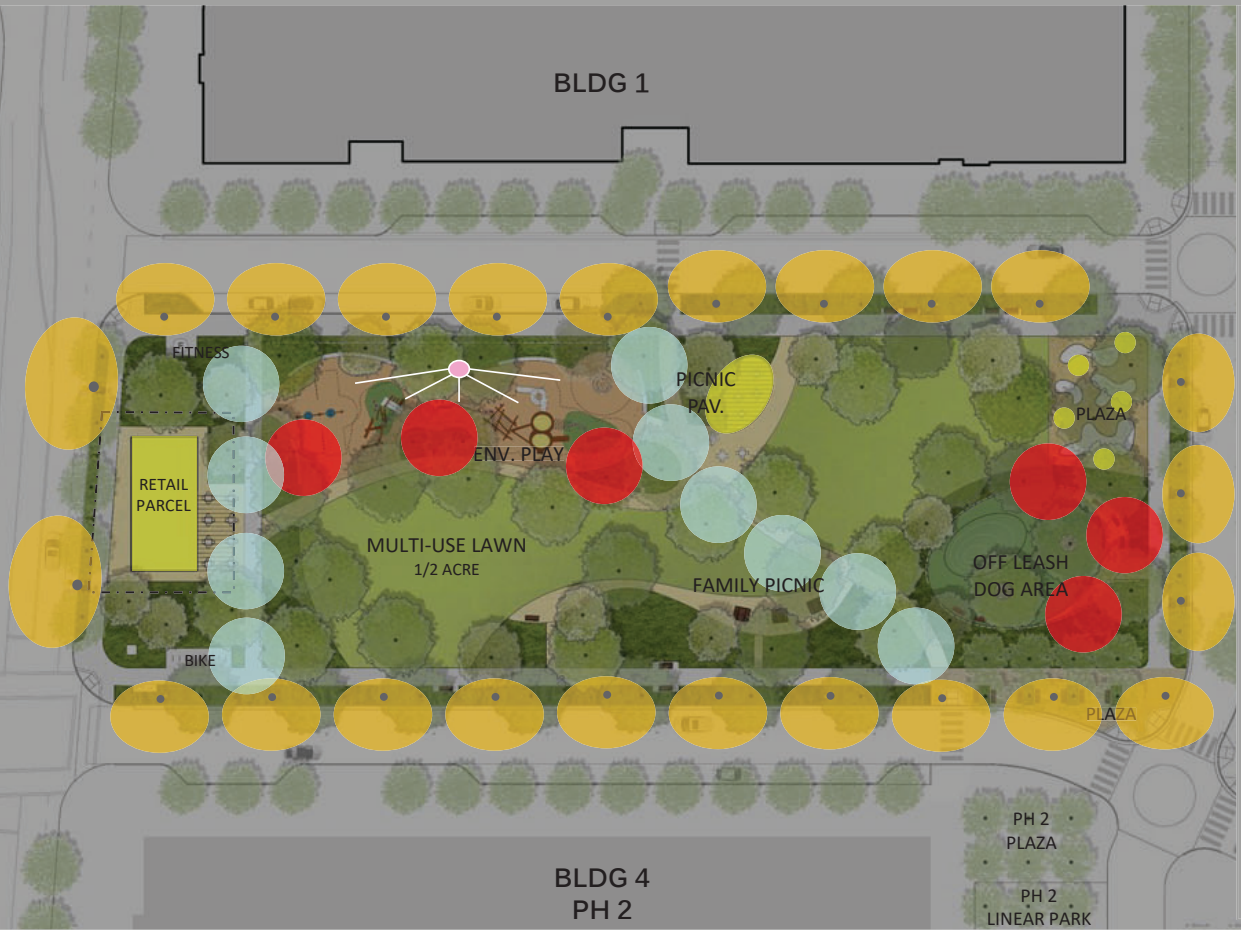 BLDG 1
FITNESS
PICNIC
PAV.
PLAZA
ENV. PLAY
RETAIL
PARCEL
MULTI-USE LAWN
1/2 ACRE
OFF LEASH
DOG AREA
FAMILY PICNIC
BIKE
PLAZA
PH 2
PLAZA
BLDG 4
PH 2
PH 2
LINEAR PARK